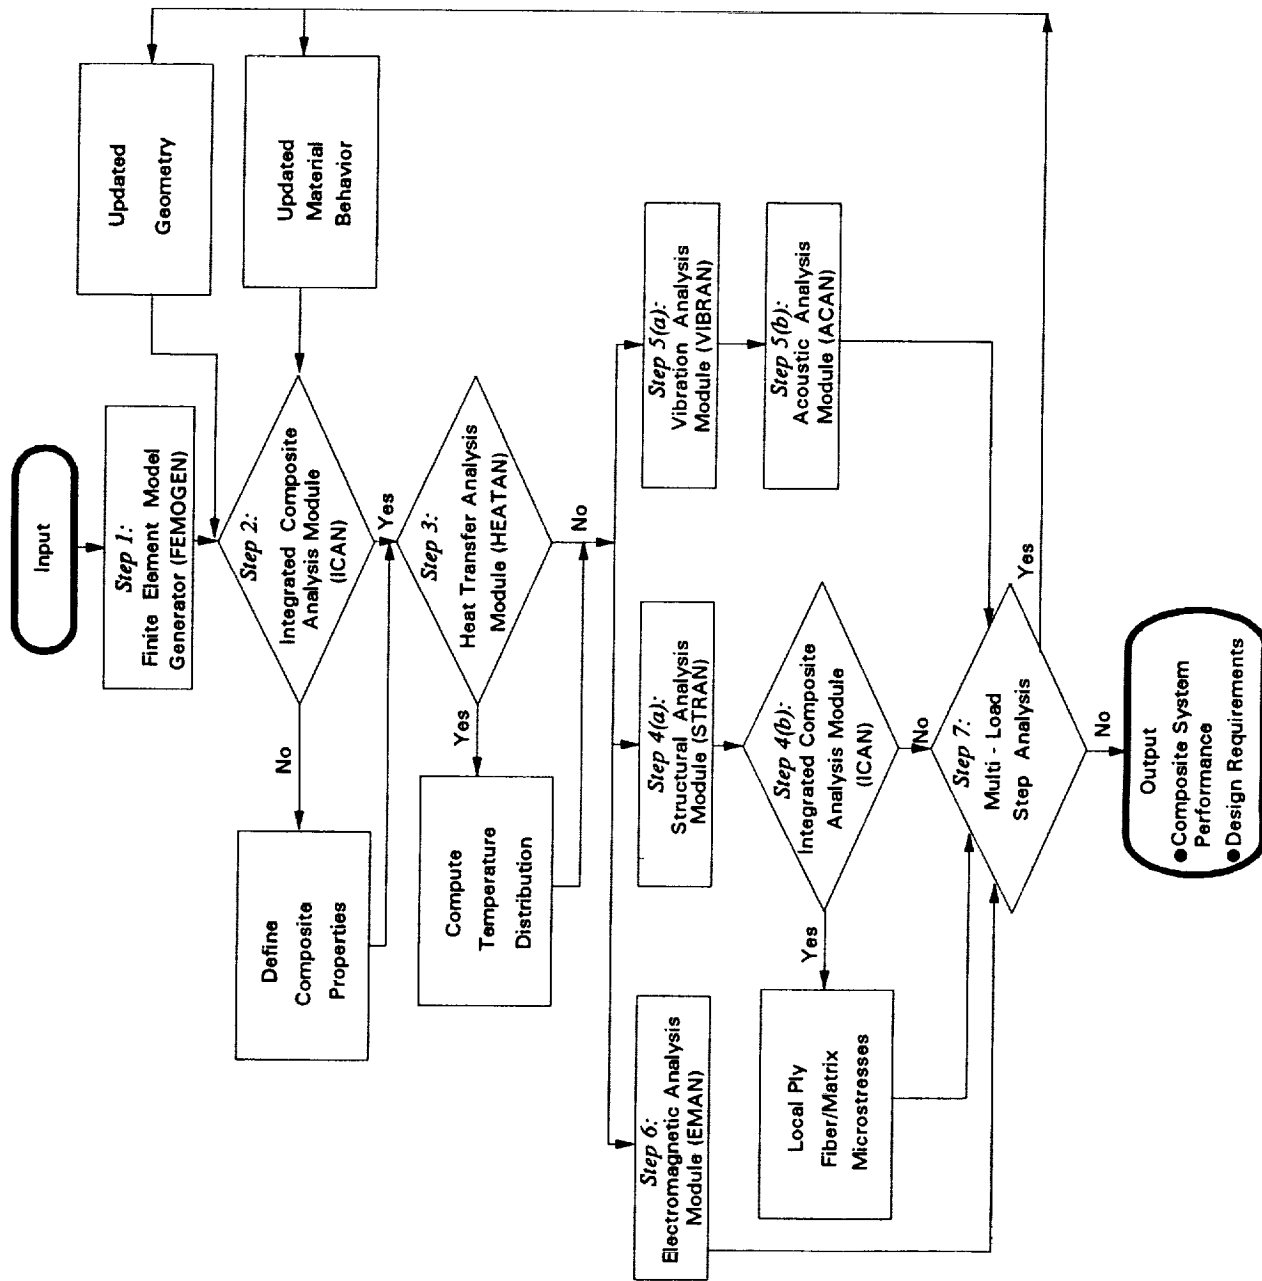 Input
Step 1:
Finite Element Model
Generator (FEMOGEN)
Updated
Geometry
Updated
Material
Behavior
Step 2:
Integrated Composite
Analysis Module
(ICAN)
No
Yes
Define
Composite
Properties
Step 3:
Heat Transfer Analysis
Module (HEATAN)
Yes
No
Compute
Temperature
Distribution
Step 6:
Electromagnetic Analysis
Module (EMAN)
Step 4(a):
Structural Analysis
Module (STRAN)
Step 5(a):
Vibration Analysis
Module (VIBRAN)
Step 5(b):
Acoustic Analysis
Module (ACAN)
Step 4(b):
Integrated Composite
Analysis Module
(ICAN)
Yes
No
Local Ply
Fiber/Matrix
Microstresses
Step 7:
Multi - Load
Step Analysis
Yes
No
Output
●Composite System
Performance
●Design Requirements